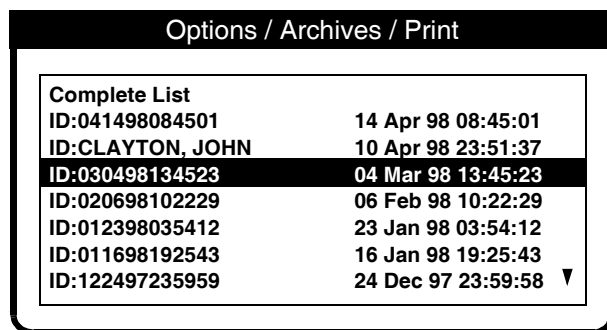 Options / Archives / Print
Complete List
ID:041498084501 14 Apr 98 08:45:01
ID:CLAYTON, JOHN 10 Apr 98 23:51:37
ID:030498134523 04 Mar 98 13:45:23
ID:020698102229 06 Feb 98 10:22:29
ID:012398035412 23 Jan 98 03:54:12
ID:011698192543 16 Jan 98 19:25:43
ID:122497235959 24 Dec 97 23:59:58